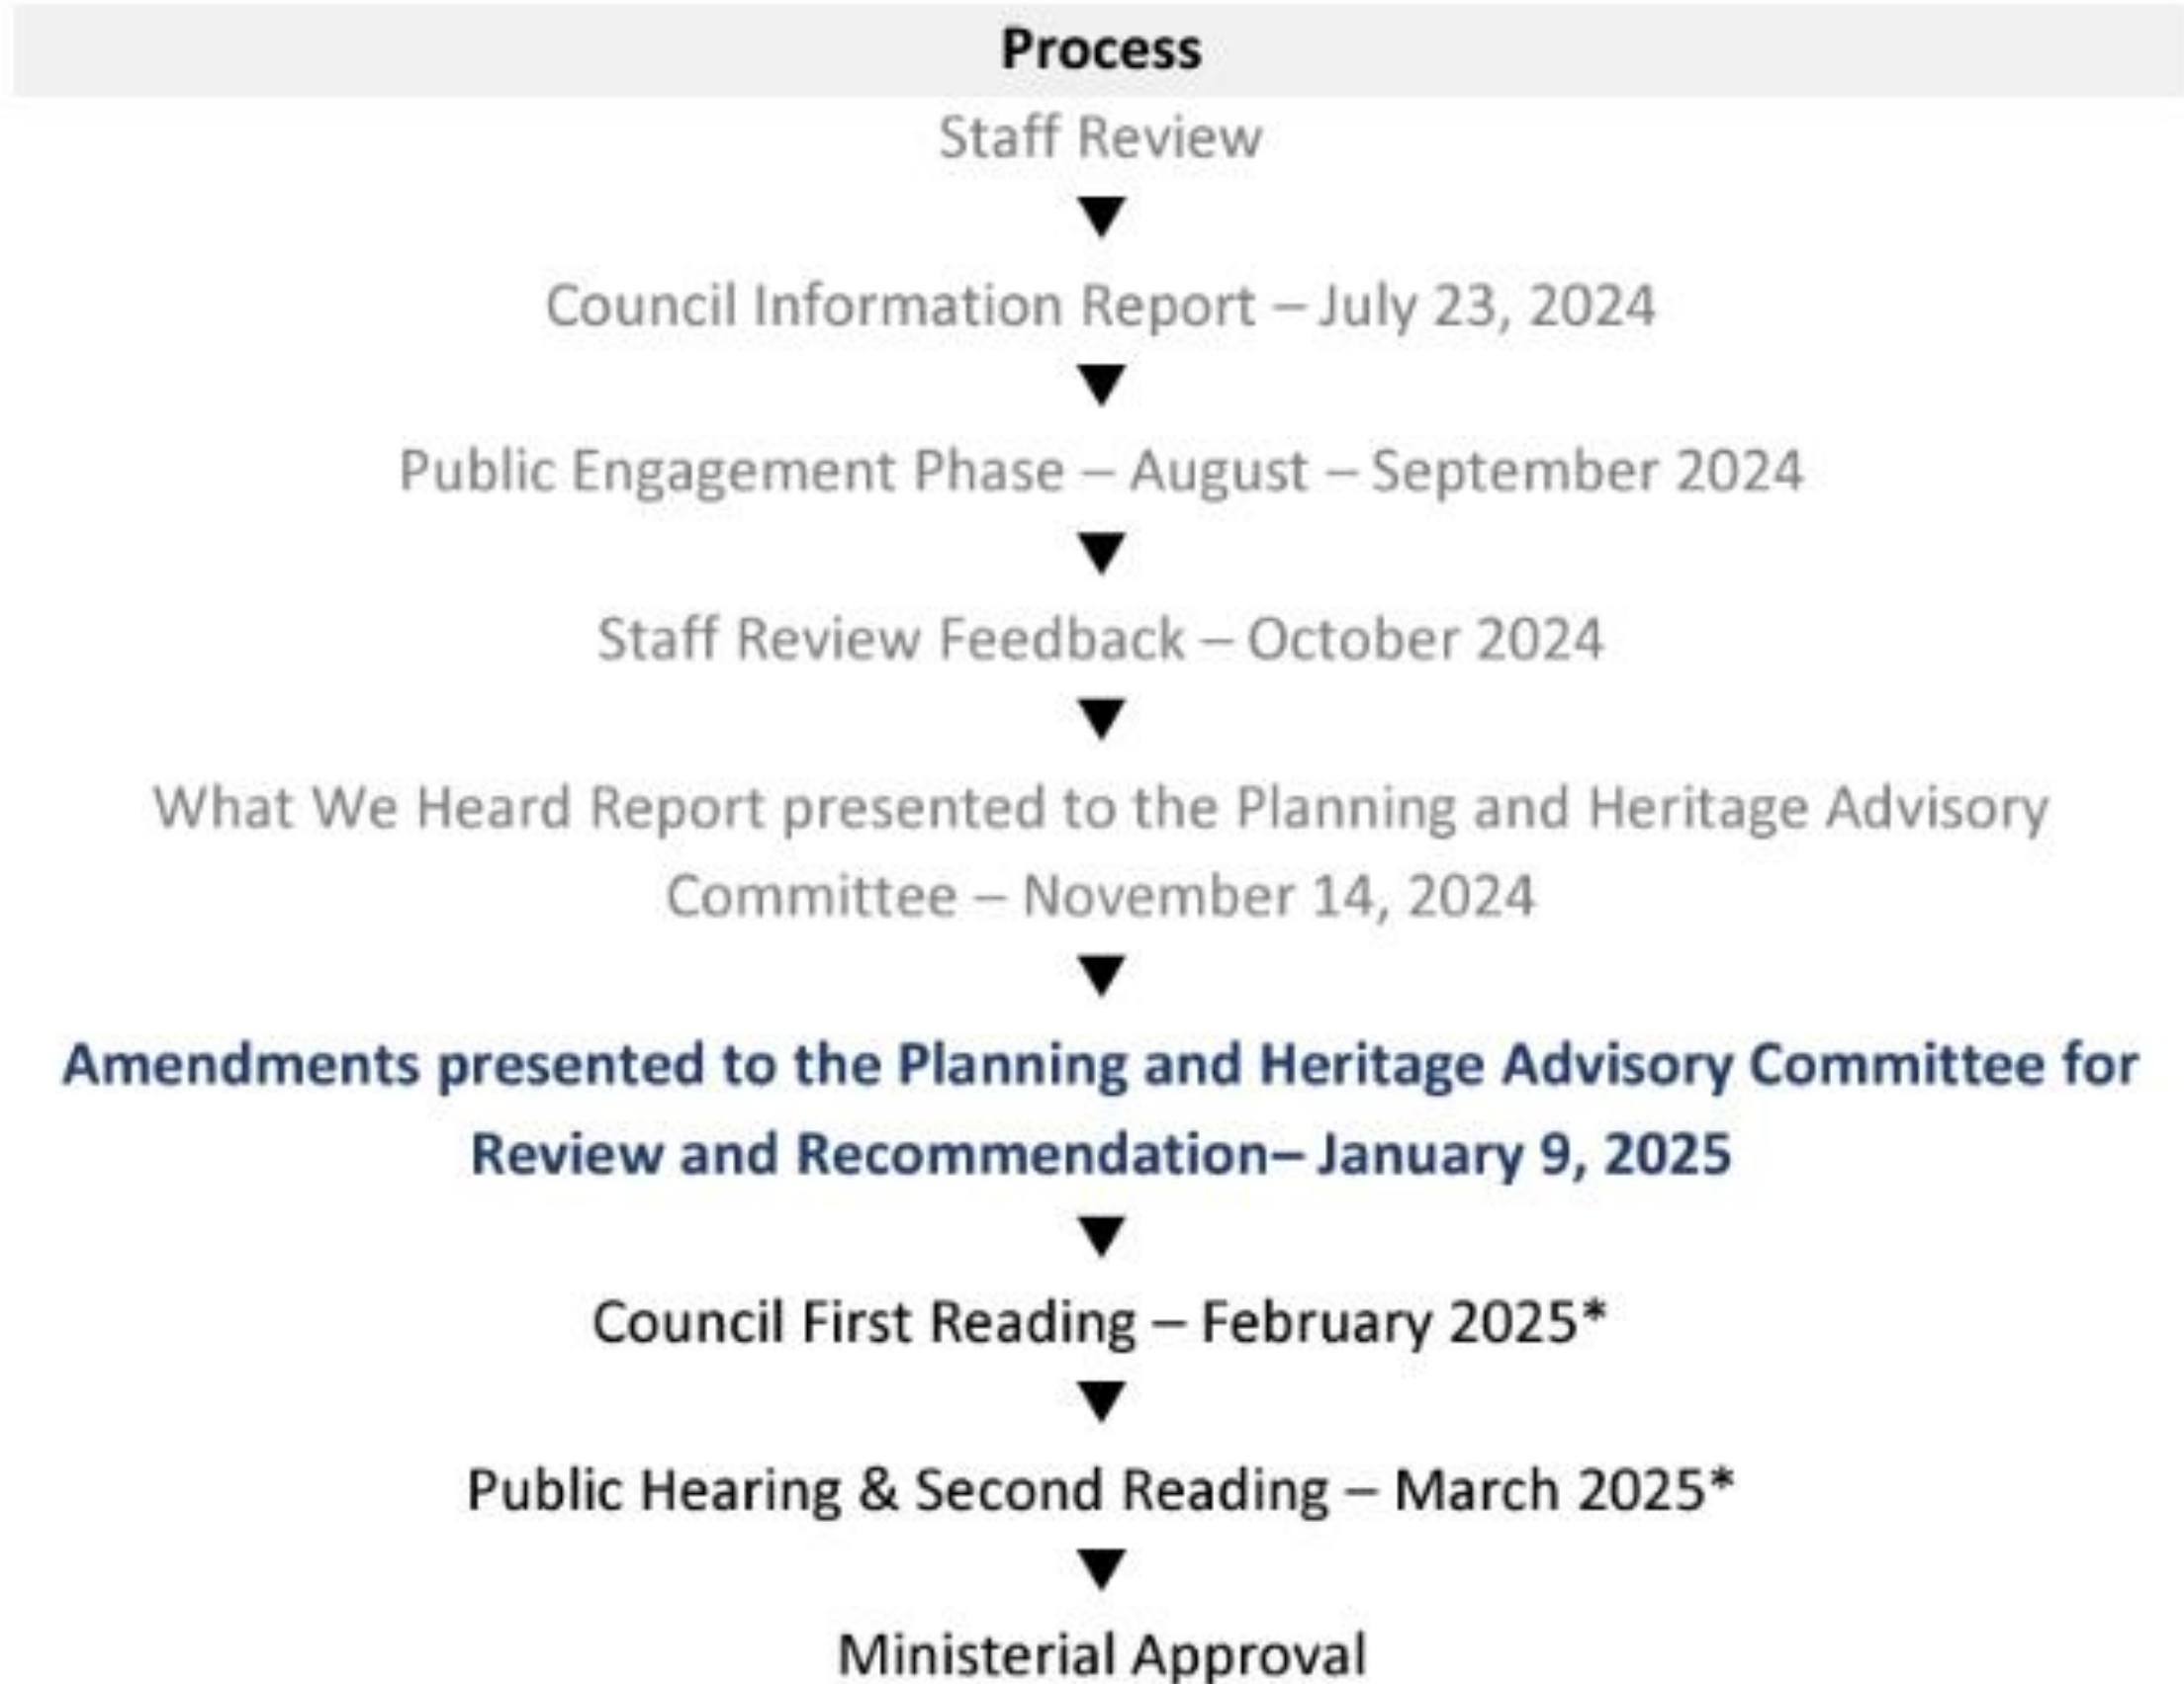 Process
Staff Review
Council Information Report – July 23, 2024
Public Engagement Phase – August – September 2024
Staff Review Feedback – October 2024
What We Heard Report presented to the Planning and Heritage Advisory
Committee – November 14, 2024
Amendments presented to the Planning and Heritage Advisory Committee for
Review and Recommendation– January 9, 2025
Council First Reading – February 2025*
Public Hearing & Second Reading – March 2025*
Ministerial Approval